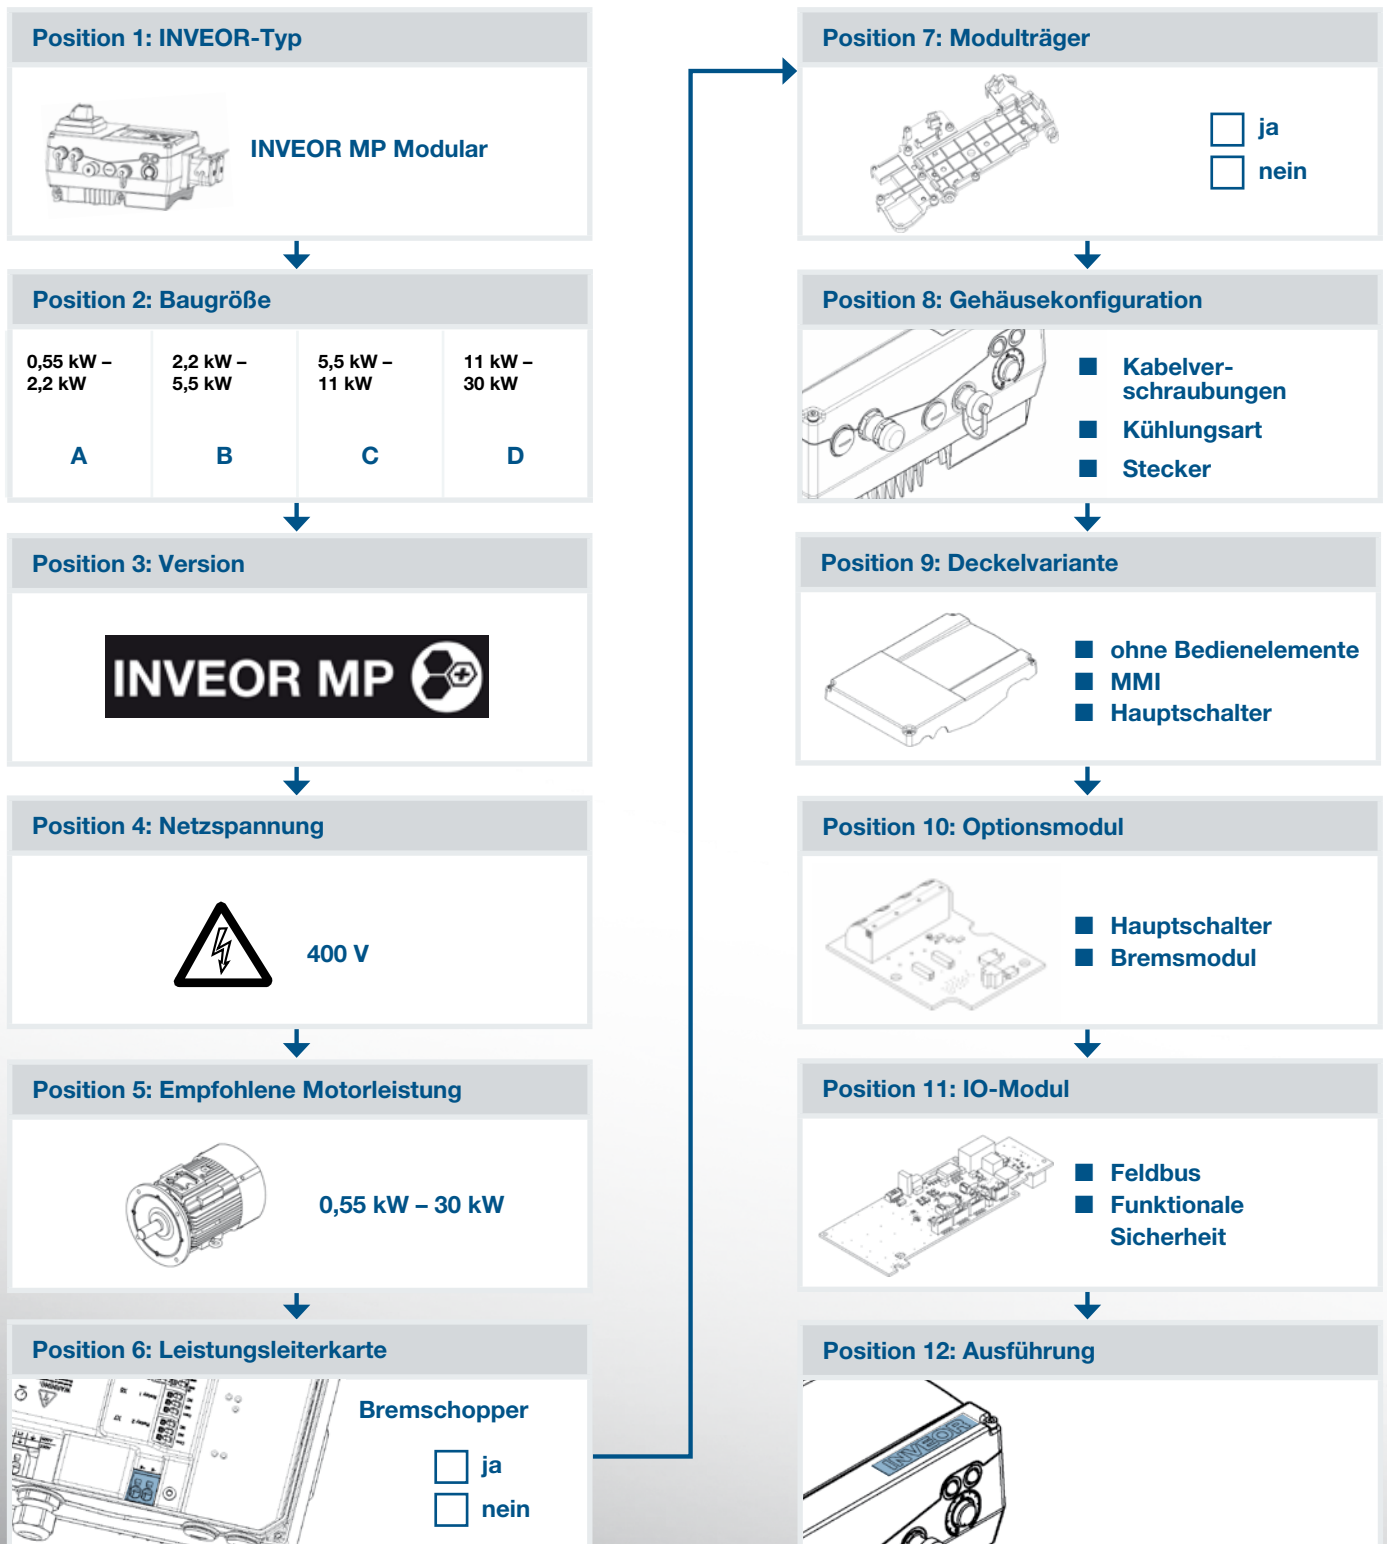 Position 1: INVEOR-Typ
INVEOR MP Modular
Position 2: Baugröße
0,55 kW –
2,2 kW
A
2,2 kW –
5,5 kW
B
5,5 kW –
11 kW
C
11 kW –
30 kW
D
Position 3: Version
INVEOR MP
Position 4: Netzspannung
400 V
Position 5: Empfohlene Motorleistung
0,55 kW – 30 kW
Position 6: Leistungsleiterkarte
Bremschopper
ja
nein
Position 7: Modulträger
ja
nein
Position 8: Gehäusekonfiguration
Kabelver-
schraubungen
Kühlungsart
Stecker
Position 9: Deckelvariante
ohne Bedienelemente
MMI
Hauptschalter
Position 10: Optionsmodul
Hauptschalter
Bremsmodul
Position 11: IO-Modul
Feldbus
Funktionale
Sicherheit
Position 12: Ausführung
INVEOR